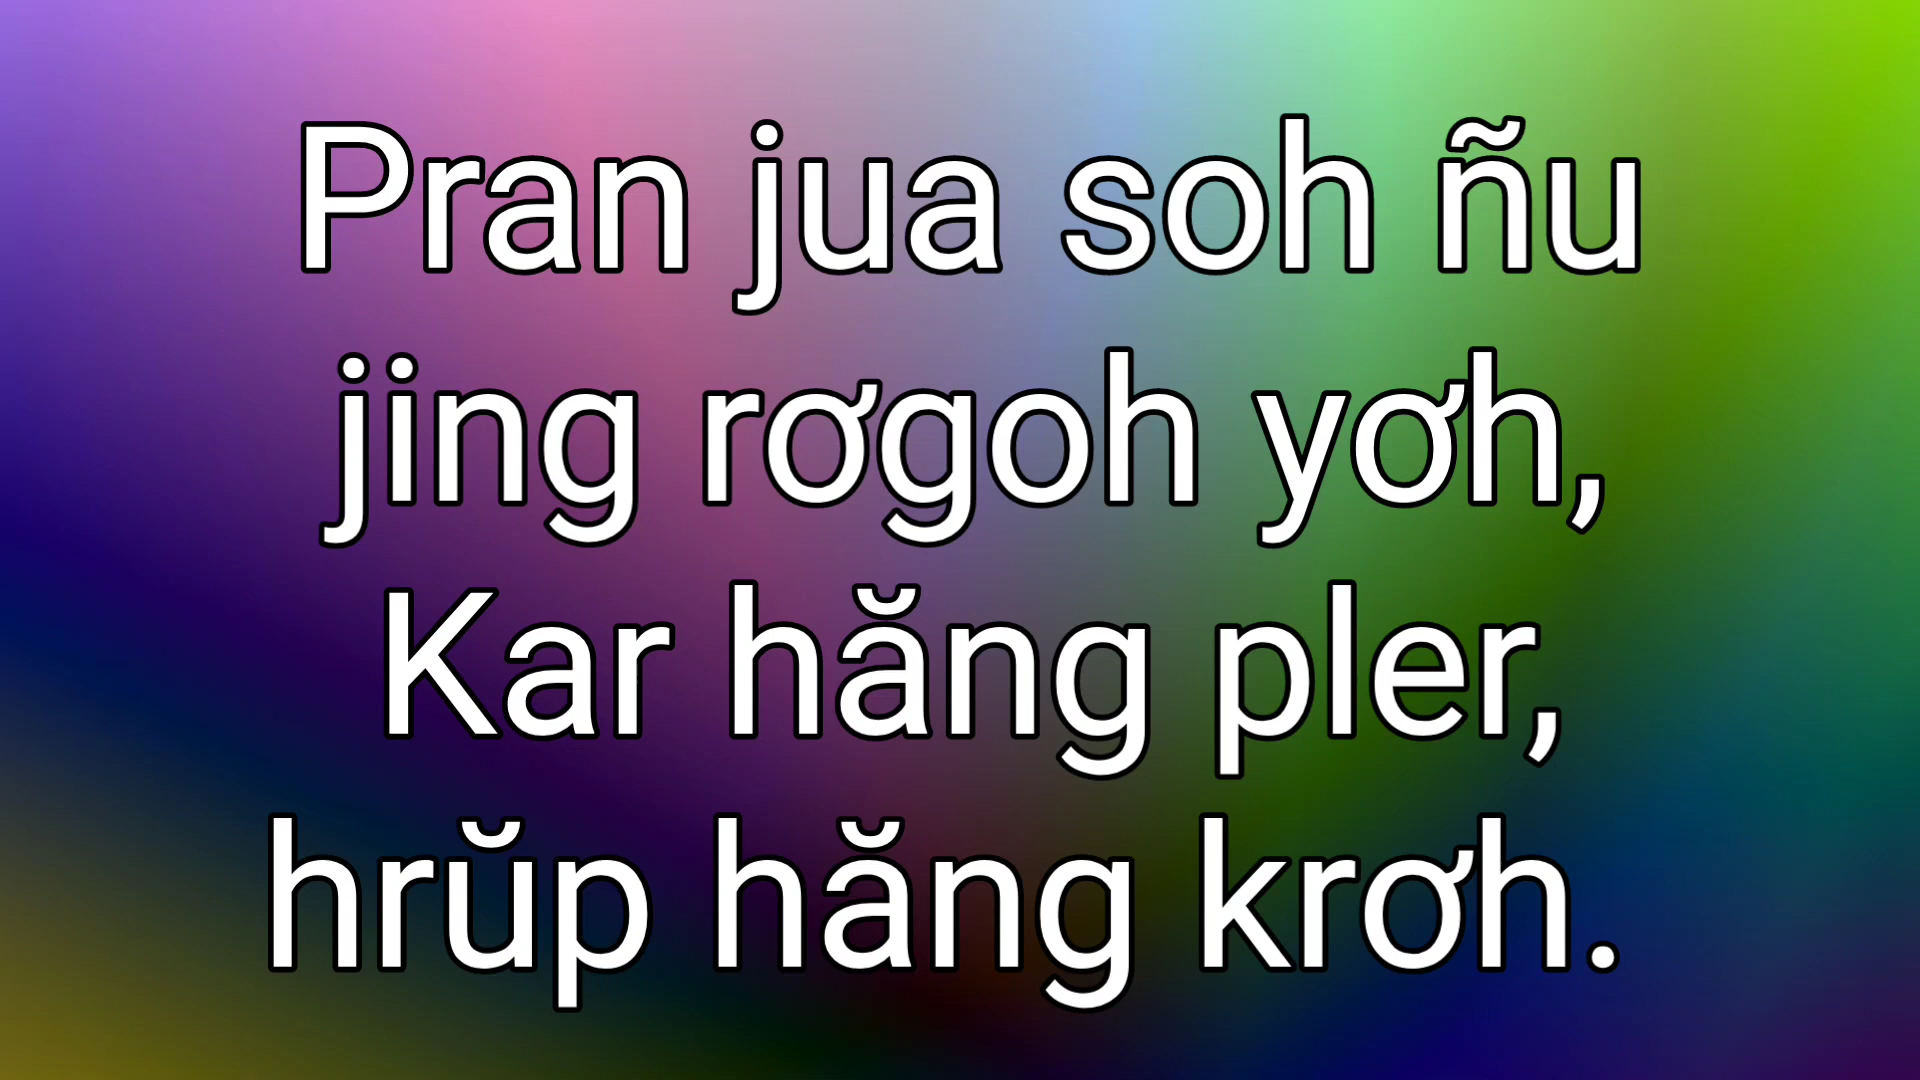 Pran jua soh ñu
jing rơgoh yơh,
Kar hăng pler,
hrŭp hăng krơh.